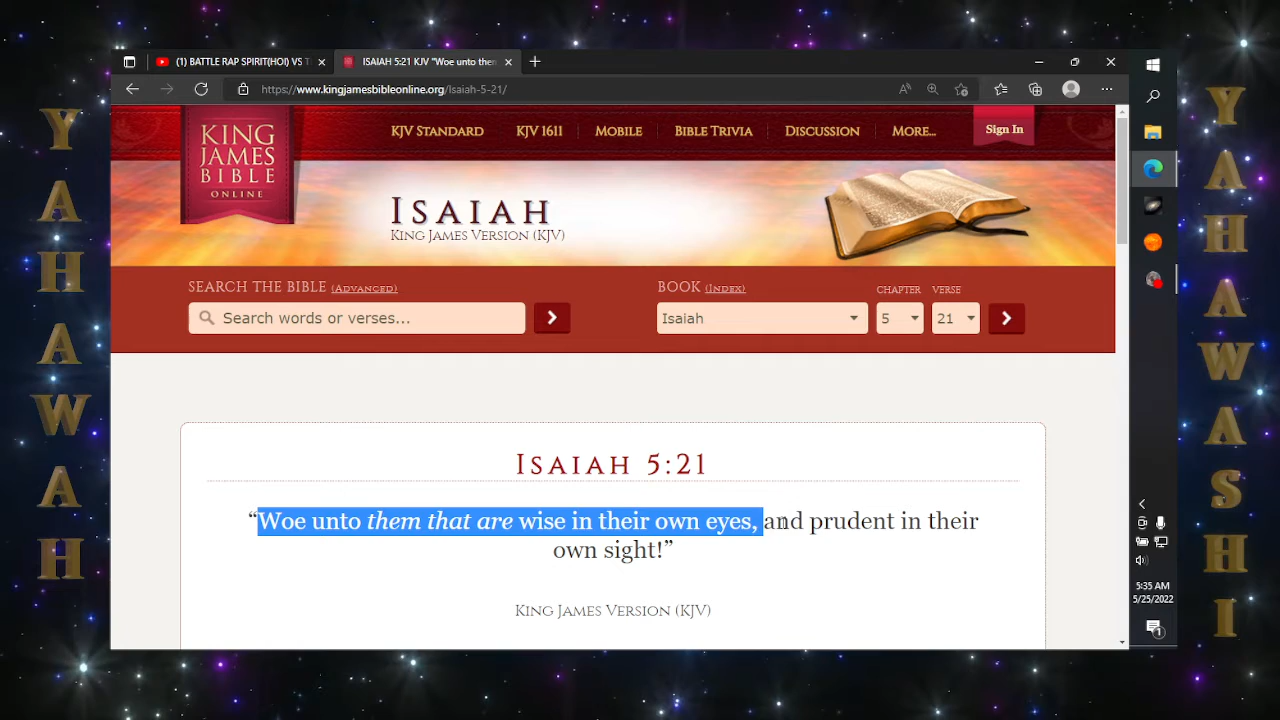 (1) BATTLE RAP SPIRIT(HOI) VS T
ISAIAH 5:21 KJV "Woe unto them
https://www.kingjamesbibleonline.org/Isaiah-5-21/
KING
JAMES
BIBLE
ONLINE
KJV STANDARD
KJV 1611
MOBILE
BIBLE TRIVIA
DISCUSSION
MORE...
Sign In
ISAIAH
KING JAMES VERSION (KJV)
SEARCH THE BIBLE (ADVANCED)
Search words or verses...
BOOK (INDEX)
Isaiah
CHAPTER
5
VERSE
21
ISAIAH 5:21
“Woe unto them that are wise in their own eyes, and prudent in their
own sight!”
KING JAMES VERSION (KJV)
5:35 AM
5/25/2022
1
YAHAWAH
YAHAWASHI